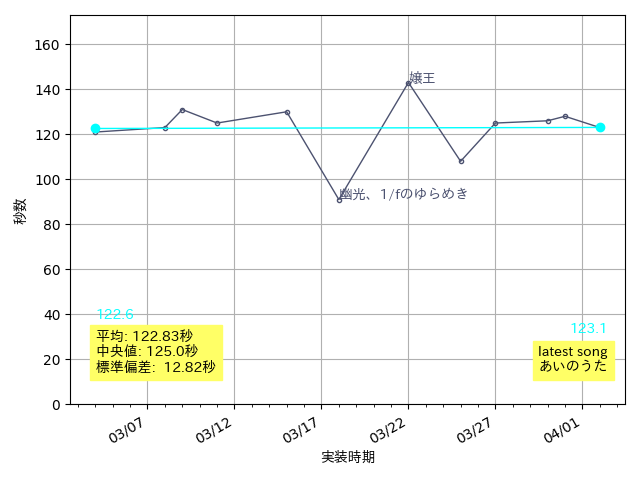 160
140
120
100
80
60
40
20
0
秒数
嬢王
幽光、1/fのゆらめき
122.6
平均: 122.83秒
中央値: 125.0秒
標準偏差: 12.82秒
123.1
latest song
あいのうた
03/07
03/12
03/17
03/22
03/27
04/01
実装時期